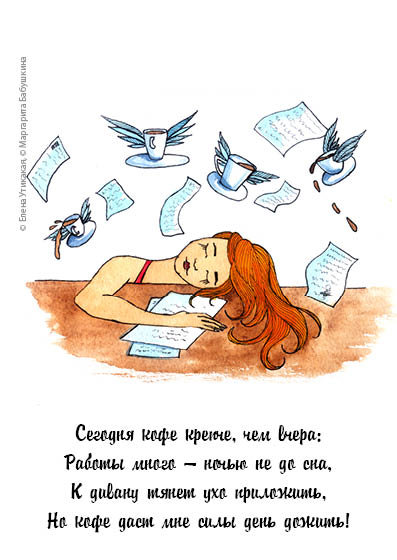 © Елена Утикакая, © Маргарита Бабушкина
Сегодня кофе крепче, чем вчера:
Работы много – ночью не до сна,
К дивану тянет ухо приложить,
Но кофе даст мне силы день дожить!